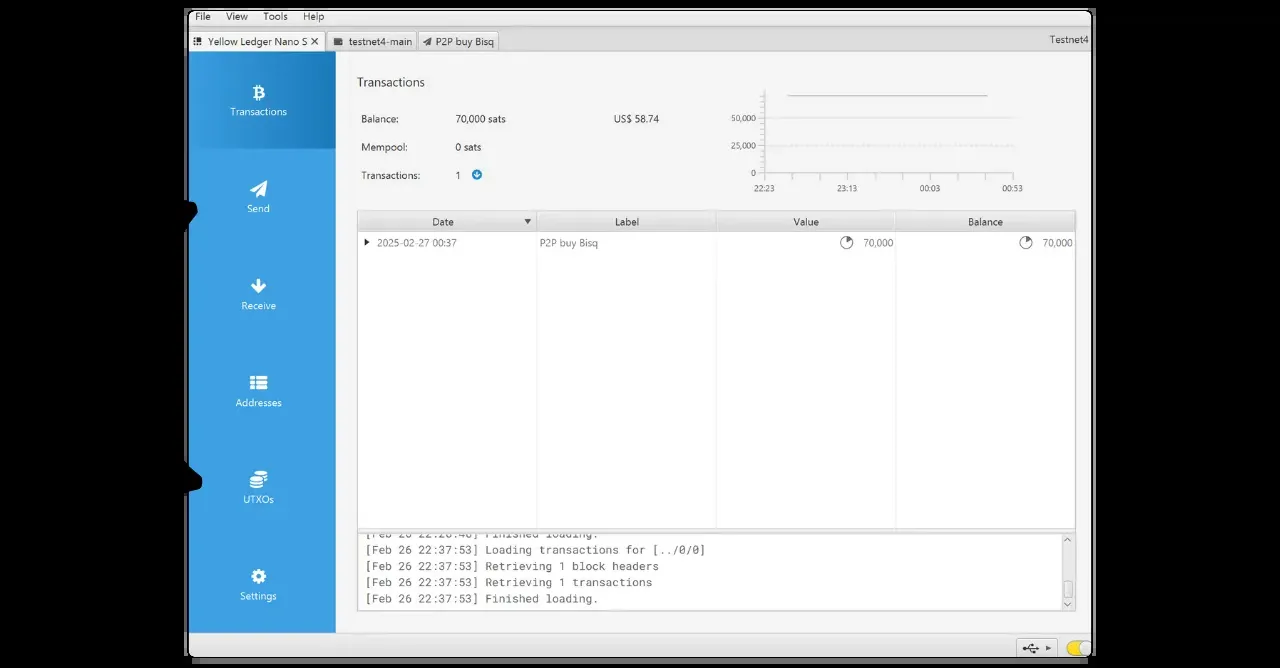 File View Tools Help
Yellow Ledger Nano S testnet4-main P2P buy Bisq Testnet4
Transactions
Send
Receive
Addresses
UTXOs
Settings
Transactions
Balance: 70,000 sats US$ 58.74
Mempool: 0 sats
Transactions: 1
50,000
25,000
0
22:23 23:13 00:03 00:53
Date Label Value Balance
2025-02-27 00:37 P2P buy Bisq 70,000 70,000
Finished loading.
[Feb 26 22:37:53] Loading transactions for [../0/0]
[Feb 26 22:37:53] Retrieving 1 block headers
[Feb 26 22:37:53] Retrieving 1 transactions
[Feb 26 22:37:53] Finished loading.